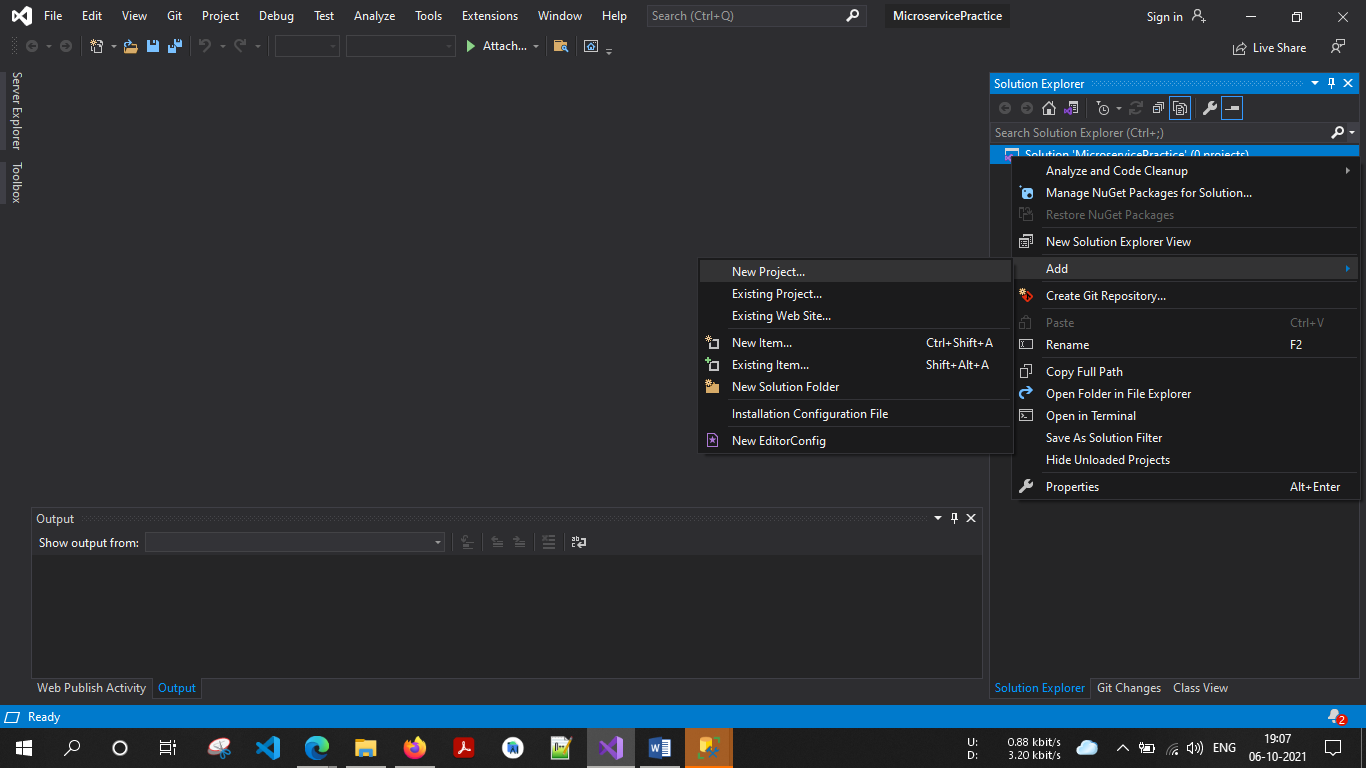 File Edit View Git Project Debug Test Analyze Tools Extensions Window Help Search (Ctrl+Q) MicroservicePractice Sign in
Attach... Live Share
Server Explorer
Toolbox
Solution Explorer
Search Solution Explorer (Ctrl+;)
Solution 'MicroservicePractice' (0 projects)
Analyze and Code Cleanup
Manage NuGet Packages for Solution...
Restore NuGet Packages
New Solution Explorer View
Add
Create Git Repository...
Paste Ctrl+V
Rename F2
Copy Full Path
Open Folder in File Explorer
Open in Terminal
Save As Solution Filter
Hide Unloaded Projects
Properties Alt+Enter
New Project...
Existing Project...
Existing Web Site...
New Item... Ctrl+Shift+A
Existing Item... Shift+Alt+A
New Solution Folder
Installation Configuration File
New EditorConfig
Output
Show output from:
Web Publish Activity Output
Solution Explorer Git Changes Class View
Ready 2
U: 0.88 kbit/s
D: 3.20 kbit/s
ENG
19:07
06-10-2021